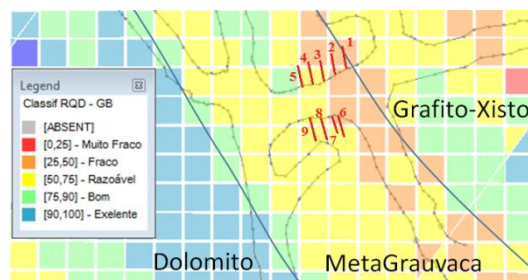 Legend
Classif RQD - GB
[ABSENT]
[0,25] - Muito Fraco
[25,50] - Fraco
[50,75] - Razoável
[75,90] - Bom
[90,100] - Exelente
1
2
3
4
5
6
7
8
9
Grafito-Xisto
Dolomito
MetaGrauvaca